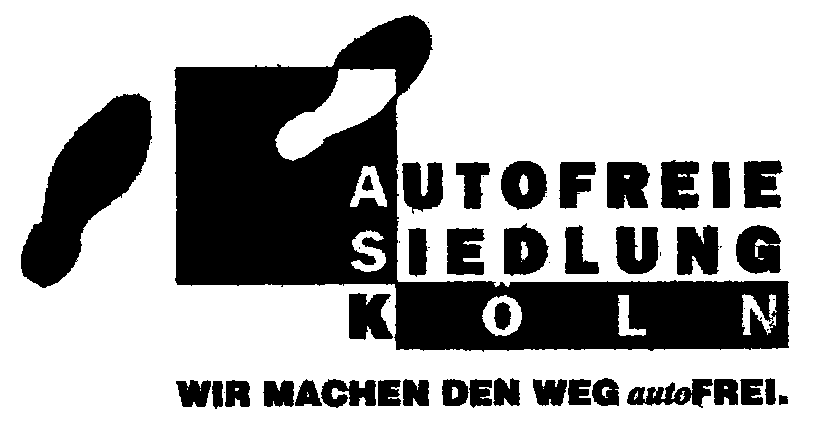 AUTOFREIE
SIEDLUNG
KÖLN
WIR MACHEN DEN WEG autoFREI.